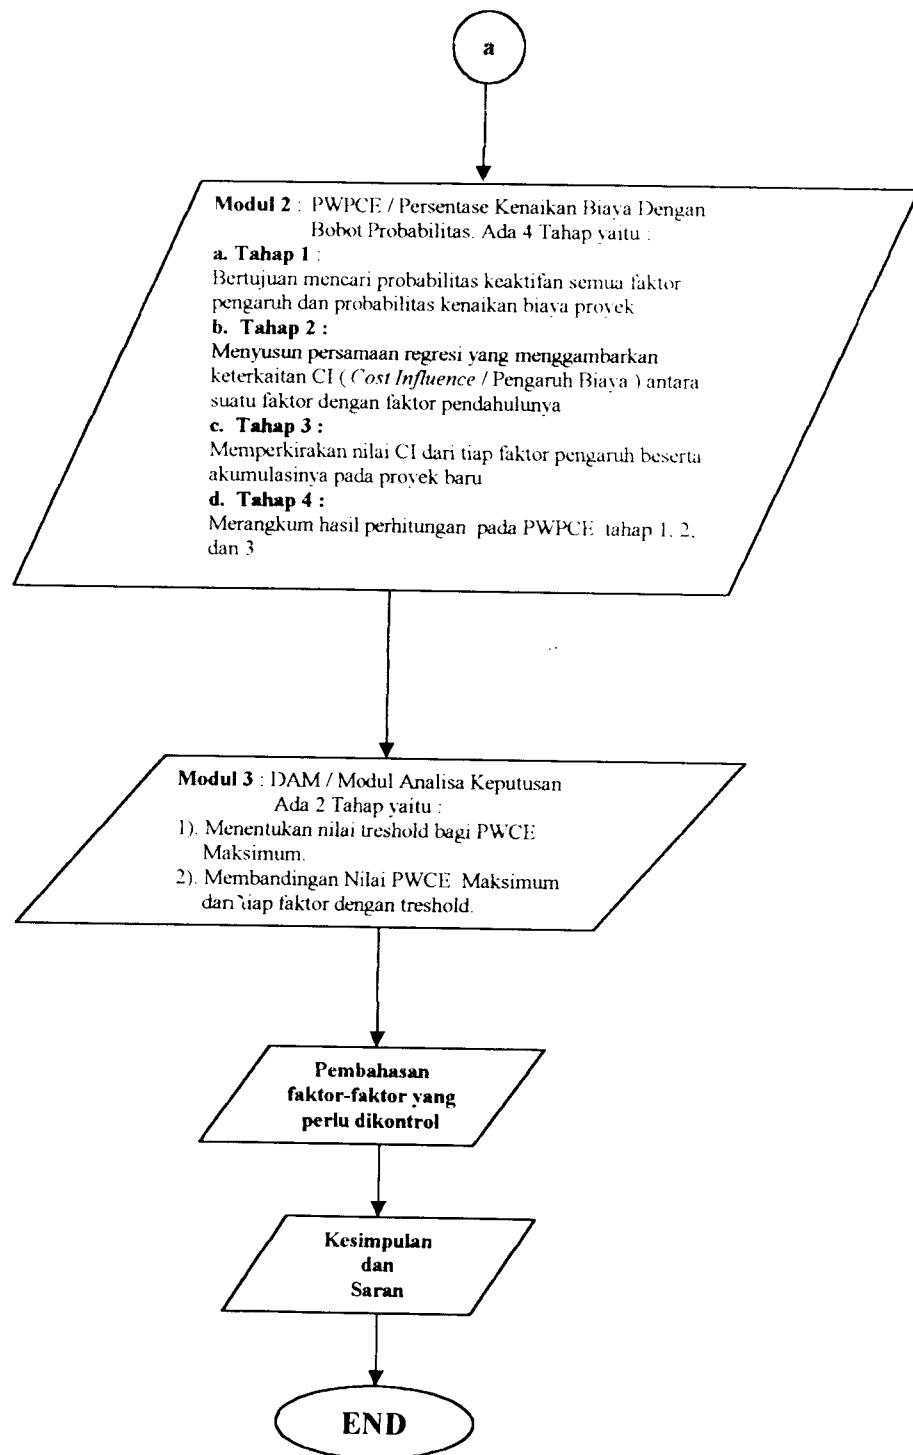 a
Modul 2 : PWPCE / Persentase Kenaikan Biaya Dengan
Bobot Probabilitas. Ada 4 Tahap yaitu :
a. Tahap 1 :
Bertujuan mencari probabilitas keaktifan semua faktor
pengaruh dan probabilitas kenaikan biaya proyek
b. Tahap 2 :
Menyusun persamaan regresi yang menggambarkan
keterkaitan CI ( Cost Influence / Pengaruh Biaya ) antara
suatu faktor dengan faktor pendahulunya
c. Tahap 3 :
Memperkirakan nilai CI dari tiap faktor pengaruh beserta
akumulasinya pada proyek baru
d. Tahap 4 :
Merangkum hasil perhitungan pada PWPCE tahap 1, 2,
dan 3
Modul 3 : DAM / Modul Analisa Keputusan
Ada 2 Tahap yaitu :
1). Menentukan nilai treshold bagi PWCE
Maksimum.
2). Membandingan Nilai PWCE Maksimum
dari tiap faktor dengan treshold.
Pembahasan
faktor-faktor yang
perlu dikontrol
Kesimpulan
dan
Saran
END